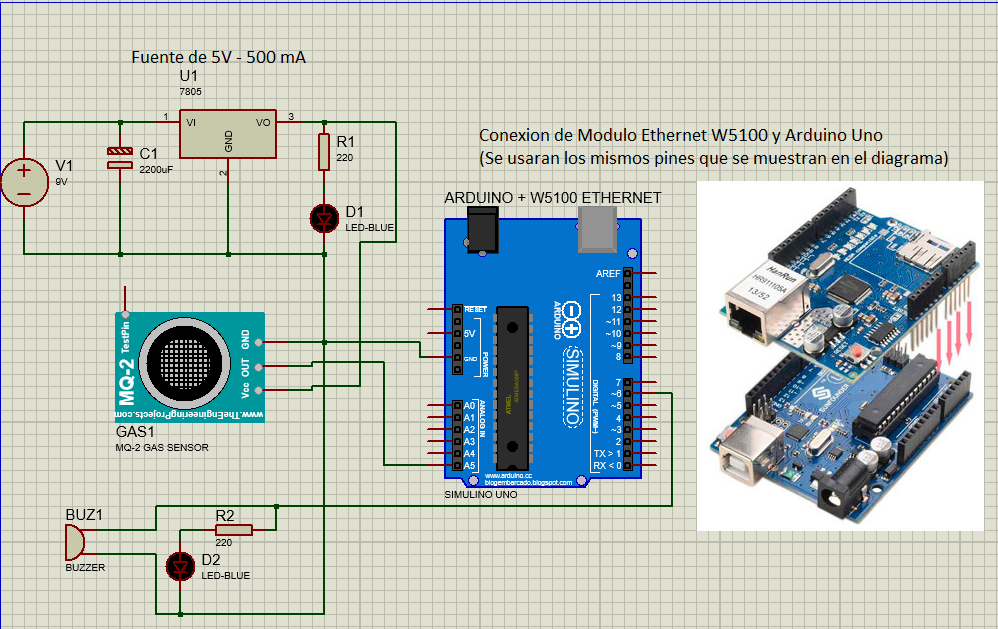 Fuente de 5V - 500 mA
U1
7805
1
VI
VO
3
GND
2
V1
9V
C1
2200uF
R1
220
D1
LED-BLUE
Conexion de Modulo Ethernet W5100 y Arduino Uno
(Se usaran los mismos pines que se muestran en el diagrama)
ARDUINO + W5100 ETHERNET
AREF
13
12
~11
~10
~9
8
7
~6
~5
4
~3
2
TX > 1
RX < 0
DIGITAL (PWM~)
RESET
5V
GND
POWER
A0
A1
A2
A3
A4
A5
ANALOG IN
ARDUINO
SIMULINO
ATMEL
www.arduino.cc
blogembarcado.blogspot.com
SIMULINO UNO
TestPin
MQ-2
GND
OUT
Vcc
www.TheEngineeringProjects.com
GAS1
MQ-2 GAS SENSOR
BUZ1
BUZZER
R2
220
D2
LED-BLUE
HanRun
HR911105A
13/52
SUNFOUNDER